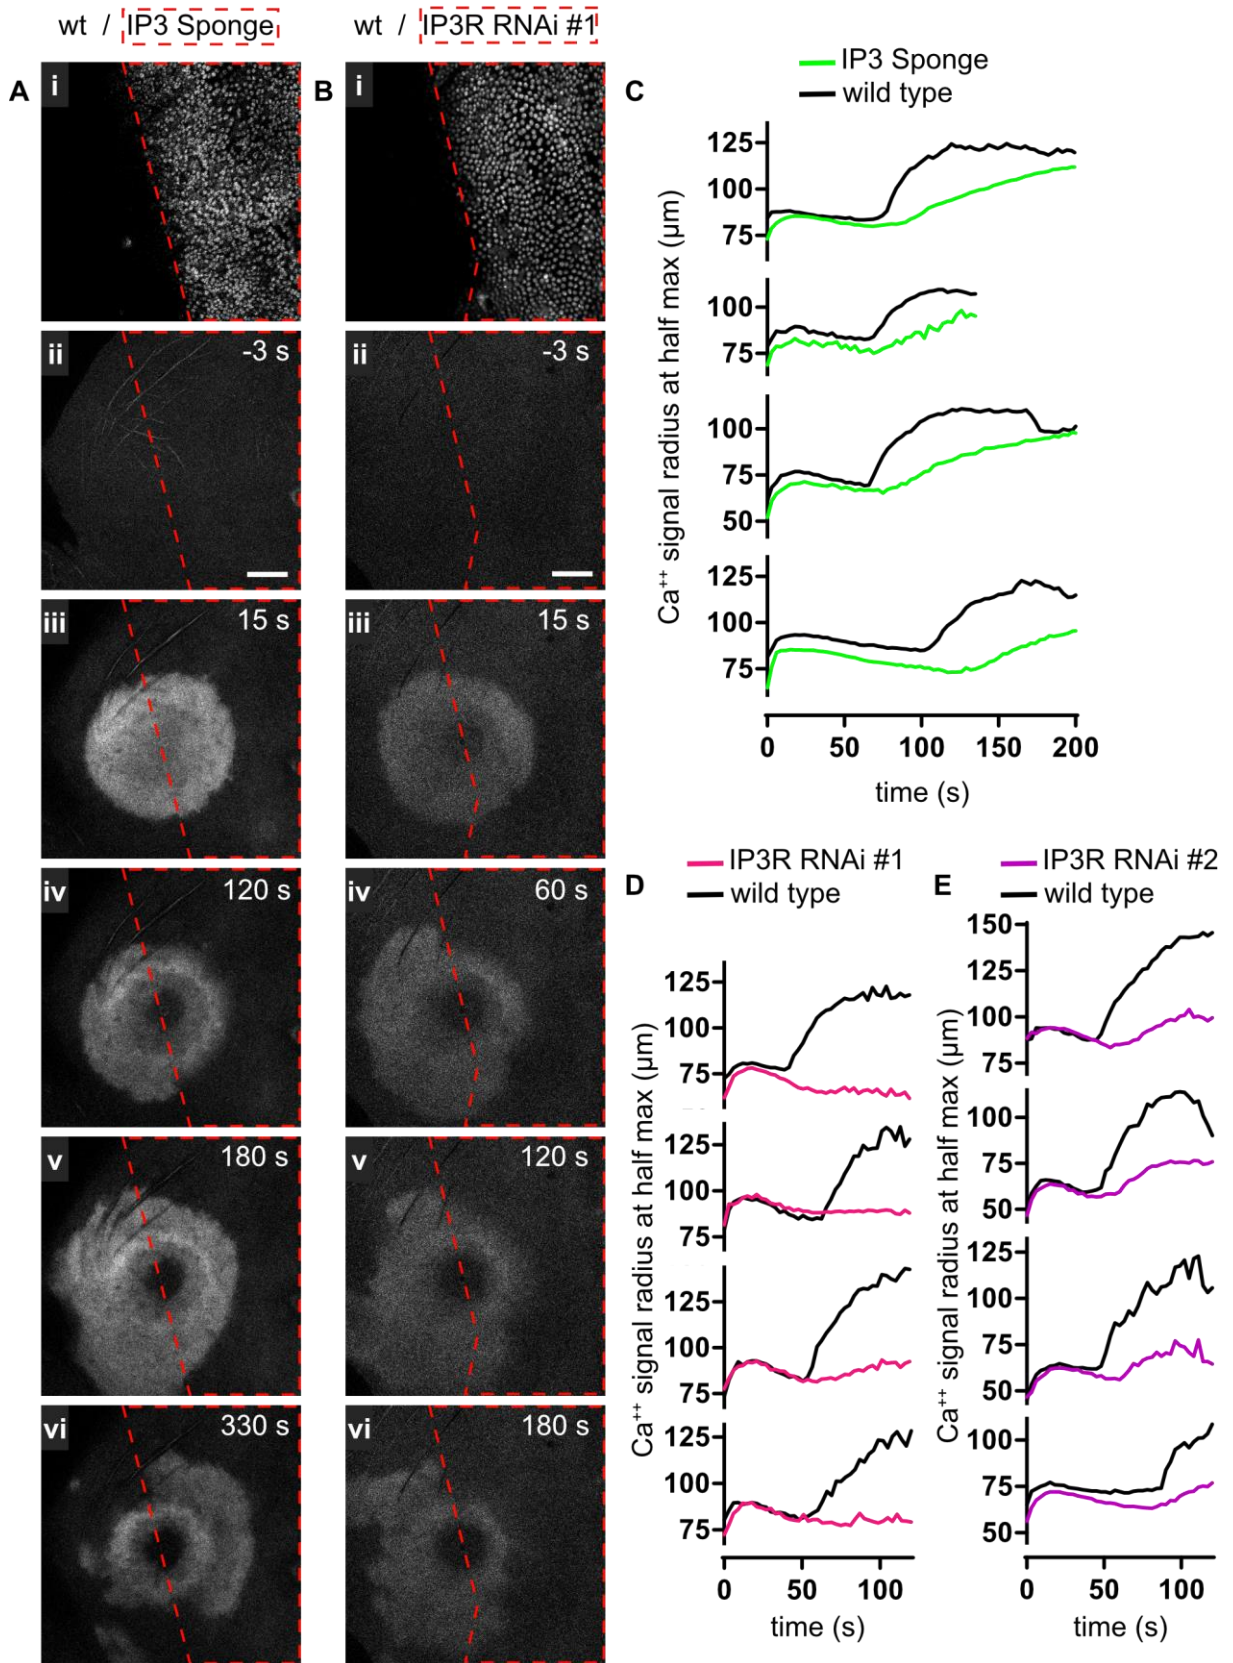 wt / IP3 Sponge
wt / IP3R RNAi #1
A
i
ii
-3 s
iii
15 s
iv
120 s
v
180 s
vi
330 s
B
i
ii
-3 s
iii
15 s
iv
60 s
v
120 s
vi
180 s
C
IP3 Sponge
wild type
Ca++ signal radius at half max (µm)
125
100
75
100
75
100
75
50
125
100
75
0 50 100 150 200
time (s)
D
IP3R RNAi #1
wild type
Ca++ signal radius at half max (µm)
125
100
75
125
100
75
125
100
75
125
100
75
0 50 100
time (s)
E
IP3R RNAi #2
wild type
Ca++ signal radius at half max (µm)
150
125
100
75
100
75
50
125
100
75
50
100
75
50
0 50 100
time (s)